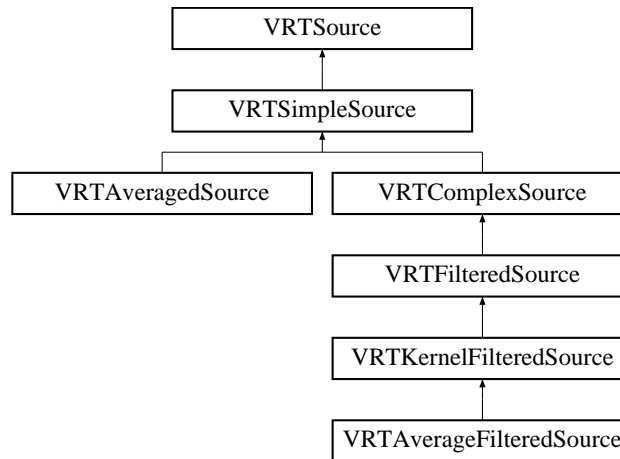 VRTSource
VRTSimpleSource
VRTAveragedSource
VRTComplexSource
VRTFilteredSource
VRTKernelFilteredSource
VRTAverageFilteredSource